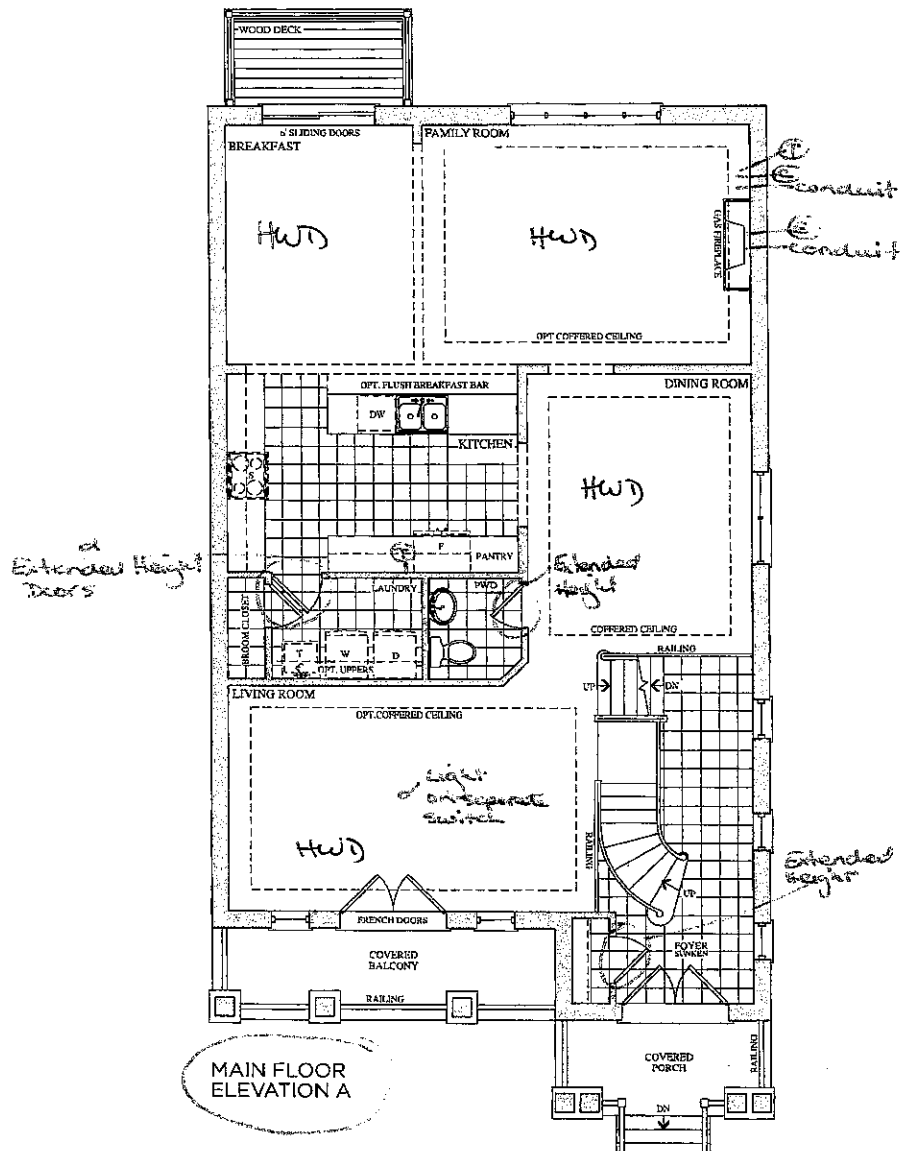 WOOD DECK
6' SLIDING DOORS
BREAKFAST
FAMILY ROOM
HWD
HWD
conduit
conduit
GAS FIREPLACE
OPT COFFERED CEILING
OPT. FLUSH BREAKFAST BAR
DW
KITCHEN
DINING ROOM
HWD
F
PANTRY
Extended Height
Doors
LAUNDRY
PWD
Extended
Height
BROOM CLOSET
T
W
D
OPT. UPPERS
COFFERED CEILING
RAILING
UP
DN
LIVING ROOM
OPT. COFFERED CEILING
Light
on separate
switch
HWD
RAILING
UP
Extended
Height
FRENCH DOORS
FOYER
SUNKEN
COVERED
BALCONY
RAILING
MAIN FLOOR
ELEVATION A
COVERED
PORCH
RAILING
DN